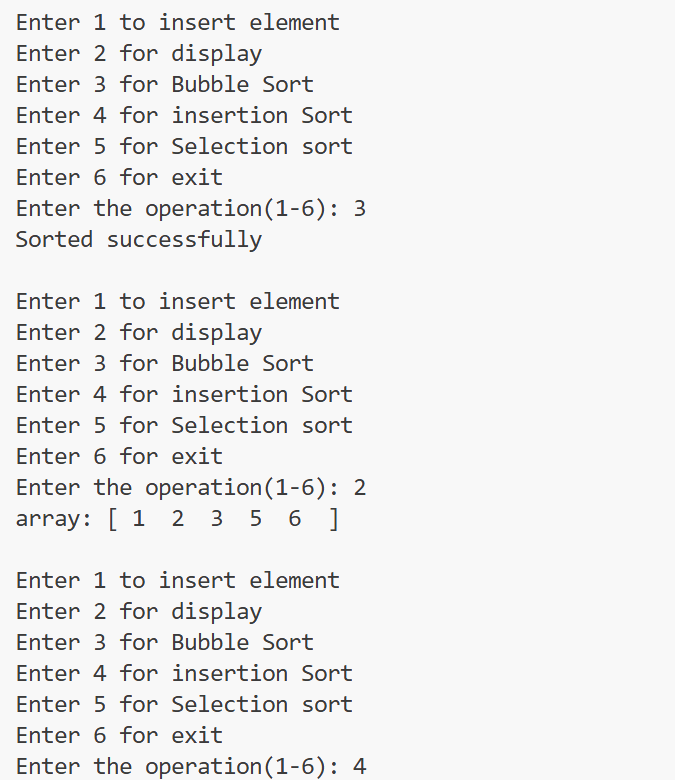 Enter 1 to insert element
Enter 2 for display
Enter 3 for Bubble Sort
Enter 4 for insertion Sort
Enter 5 for Selection sort
Enter 6 for exit
Enter the operation(1-6): 3
Sorted successfully
Enter 1 to insert element
Enter 2 for display
Enter 3 for Bubble Sort
Enter 4 for insertion Sort
Enter 5 for Selection sort
Enter 6 for exit
Enter the operation(1-6): 2
array: [ 1  2  3  5  6  ]
Enter 1 to insert element
Enter 2 for display
Enter 3 for Bubble Sort
Enter 4 for insertion Sort
Enter 5 for Selection sort
Enter 6 for exit
Enter the operation(1-6): 4